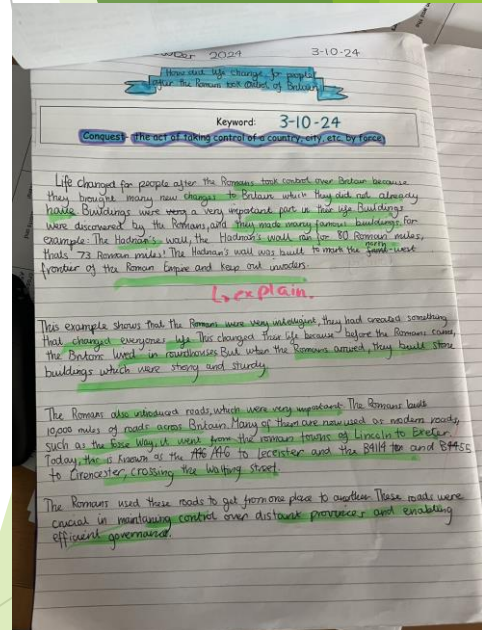 2024
3-10-24
How did life change for people
after the Romans took control of Britain
Keyword: 3-10-24
Conquest- the act of taking control of a country, city, etc. by force
Life changed for people after the Romans took control over Britain because
they brought many new changes to Britain which they did not already
have. Buildings were very a very important part in their life. Buildings
were discovered by the Romans, and they made many famous buildings. For
example: The Hadrian's wall, the Hadrian's wall ran for 80 Roman miles,
thats 73 Roman miles! The Hadrian's wall was built to mark the north-west
frontier of the Roman Empire and keep out invaders.
explain.
This example shows that the Romans were very intelligent, they had created something
that changed everyones life. This changed their life because before the Romans came,
the Britons lived in roundhouses. But when the Romans arrived, they built stone
buildings which were strong and sturdy.
The Romans also introduced roads, which were very important. The Romans built
10,000 miles of roads across Britain. Many of them are now used as modern roads,
such as the Fosse Way, it went from the roman towns of Lincoln to Exeter.
Today, this is known as the A46 to Leicester and the B4114 and B4455
to Cirencester, crossing the Watling street.
The Romans used these roads to get from one place to another. These roads were
crucial in maintaining control over distant provinces and enabling
efficient governance.